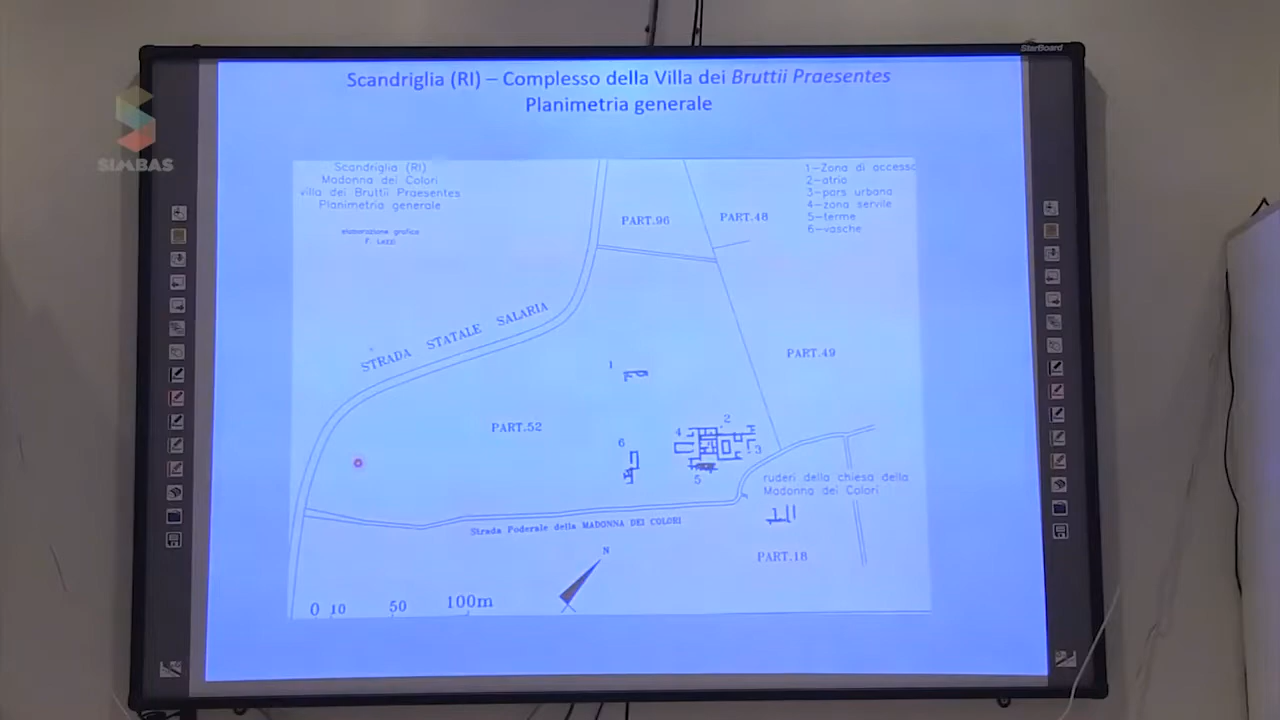 StarBoard
SIMBAS
Scandriglia (RI) – Complesso della Villa dei Bruttii Praesentes
Planimetria generale
Scandriglia (RI)
Madonna dei Colori
villa dei Bruttii Praesentes
Planimetria generale
elaborazione grafica
1-Zona di accesso
2-atrio
3-pars urbana
4-zona servile
5-terme
6-vasche
PART.96
PART.48
STRADA STATALE SALARIA
PART.49
1
PART.52
2
4
6
3
5
ruderi della chiesa della
Madonna dei Colori
Strada Poderale della MADONNA DEI COLORI
PART.18
N
0 10 50 100m